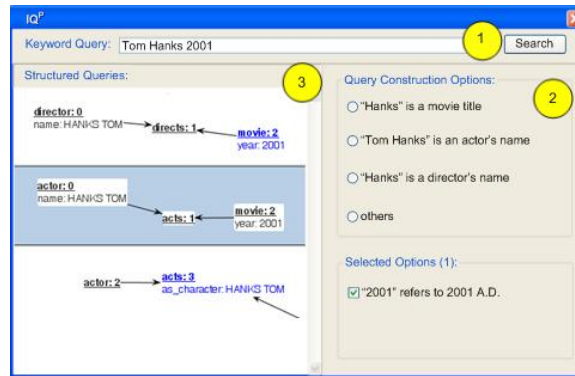 IQᴾ
Keyword Query: Tom Hanks 2001
1
Search
Structured Queries:
3
director: 0
name: HANKS TOM
directs: 1
movie: 2
year: 2001
actor: 0
name: HANKS TOM
acts: 1
movie: 2
year: 2001
actor: 2
acts: 3
as_character: HANKS TOM
Query Construction Options:
2
"Hanks" is a movie title
"Tom Hanks" is an actor's name
"Hanks" is a director's name
others
Selected Options (1):
"2001" refers to 2001 A.D.